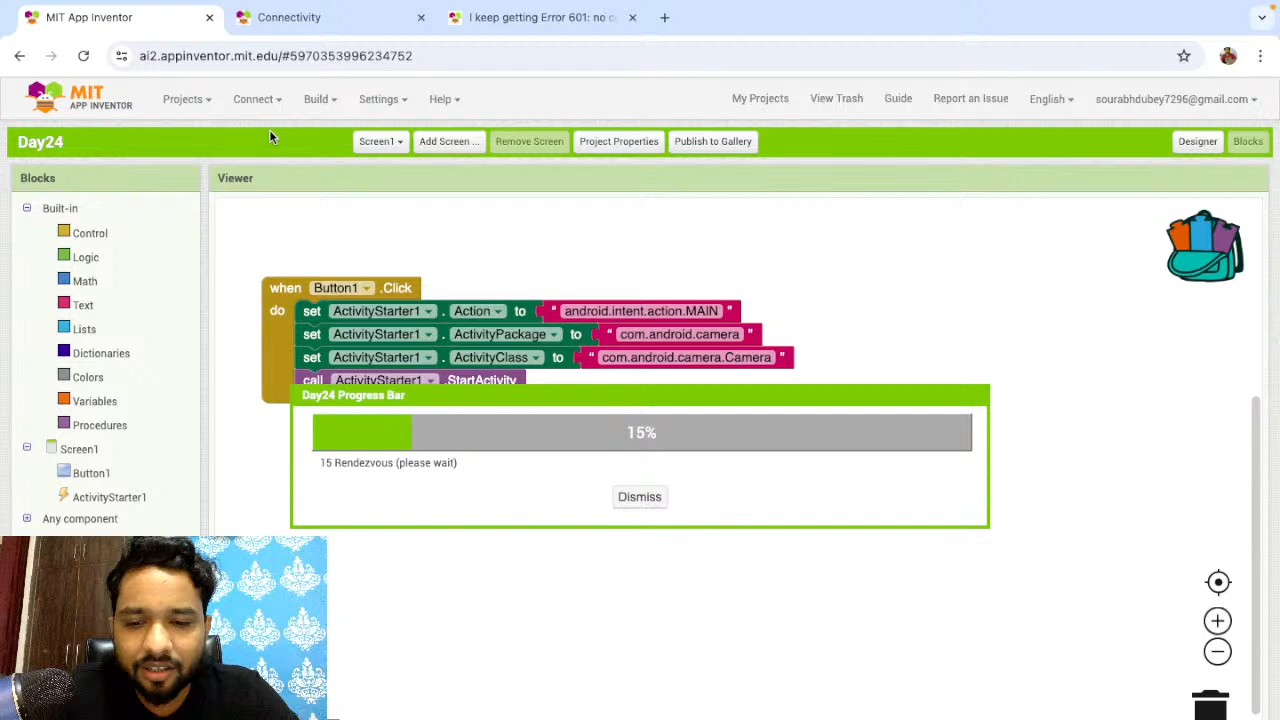 MIT App Inventor
Connectivity
I keep getting Error 601: no
ai2.appinventor.mit.edu/#5970353996234752
MIT
APP INVENTOR
Projects
Connect
Build
Settings
Help
My Projects
View Trash
Guide
Report an Issue
English
sourabhdubey7296@gmail.com
Day24
Screen1
Add Screen ...
Remove Screen
Project Properties
Publish to Gallery
Designer
Blocks
Blocks
Viewer
Built-in
Control
Logic
Math
Text
Lists
Dictionaries
Colors
Variables
Procedures
Screen1
Button1
ActivityStarter1
Any component
when Button1 .Click
do set ActivityStarter1 . Action to " android.intent.action.MAIN "
set ActivityStarter1 . ActivityPackage to " com.android.camera "
set ActivityStarter1 . ActivityClass to " com.android.camera.Camera "
call ActivityStarter1 .StartActivity
Day24 Progress Bar
15%
15 Rendezvous (please wait)
Dismiss